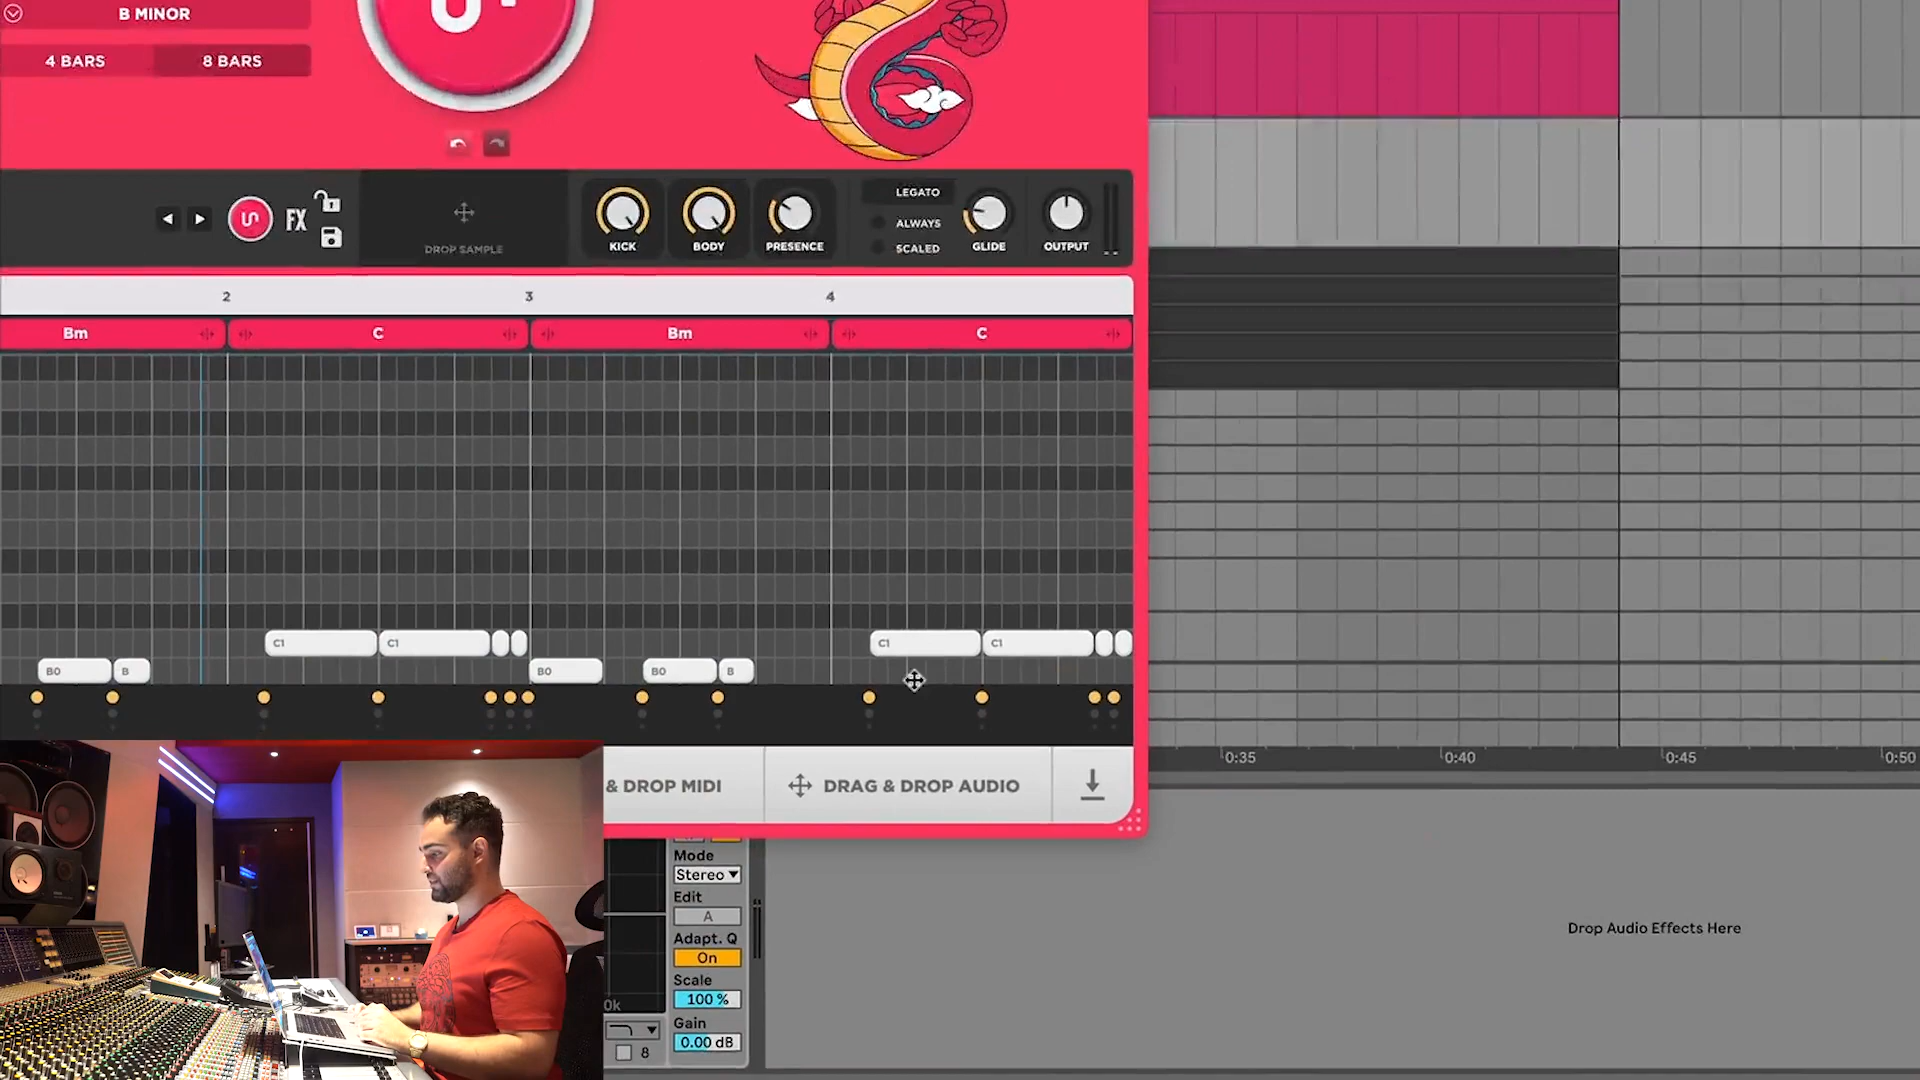 B MINOR
4 BARS 8 BARS
FX
DROP SAMPLE
KICK BODY PRESENCE
LEGATO
ALWAYS
SCALED
GLIDE OUTPUT
2 3 4
Bm C Bm C
C1 C1 C1 C1
B0 B B0 B0 B
& DROP MIDI DRAG & DROP AUDIO
0:35 0:40 0:45 0:50
Mode
Stereo
Edit
A
Adapt. Q
On
Scale
100 %
Gain
0.00 dB
0k
8
Drop Audio Effects Here